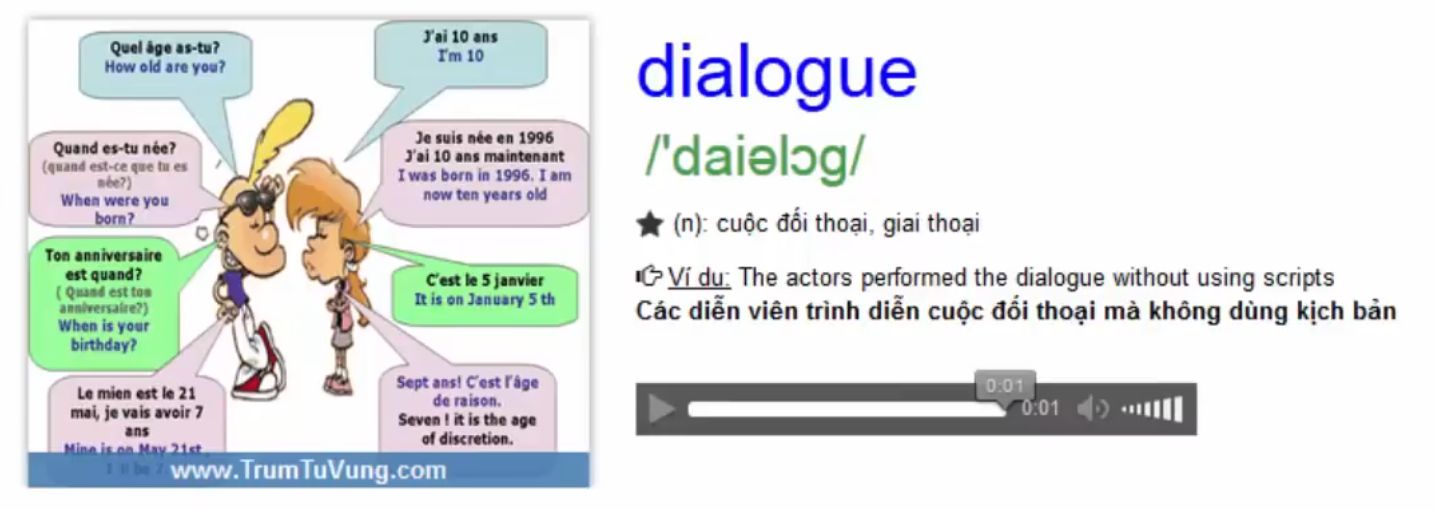 Quel âge as-tu?
How old are you?
J'ai 10 ans
I'm 10
Quand es-tu née?
(quand est-ce que tu es
née?)
When were you
born?
Je suis née en 1996
J'ai 10 ans maintenant
I was born in 1996. I am
now ten years old
Ton anniversaire
est quand?
( Quand est ton
anniversaire?)
When is your
birthday?
C'est le 5 janvier
It is on January 5 th
Le mien est le 21
mai, je vais avoir 7
ans
Mine is on May 21st,
Sept ans! C'est l'âge
de raison.
Seven ! it is the age
of discretion.
www.TrumTuVung.com
dialogue
/'daiəlɔg/
(n): cuộc đối thoại, giai thoại
Ví dụ: The actors performed the dialogue without using scripts
Các diễn viên trình diễn cuộc đối thoại mà không dùng kịch bản
0:01
0:01